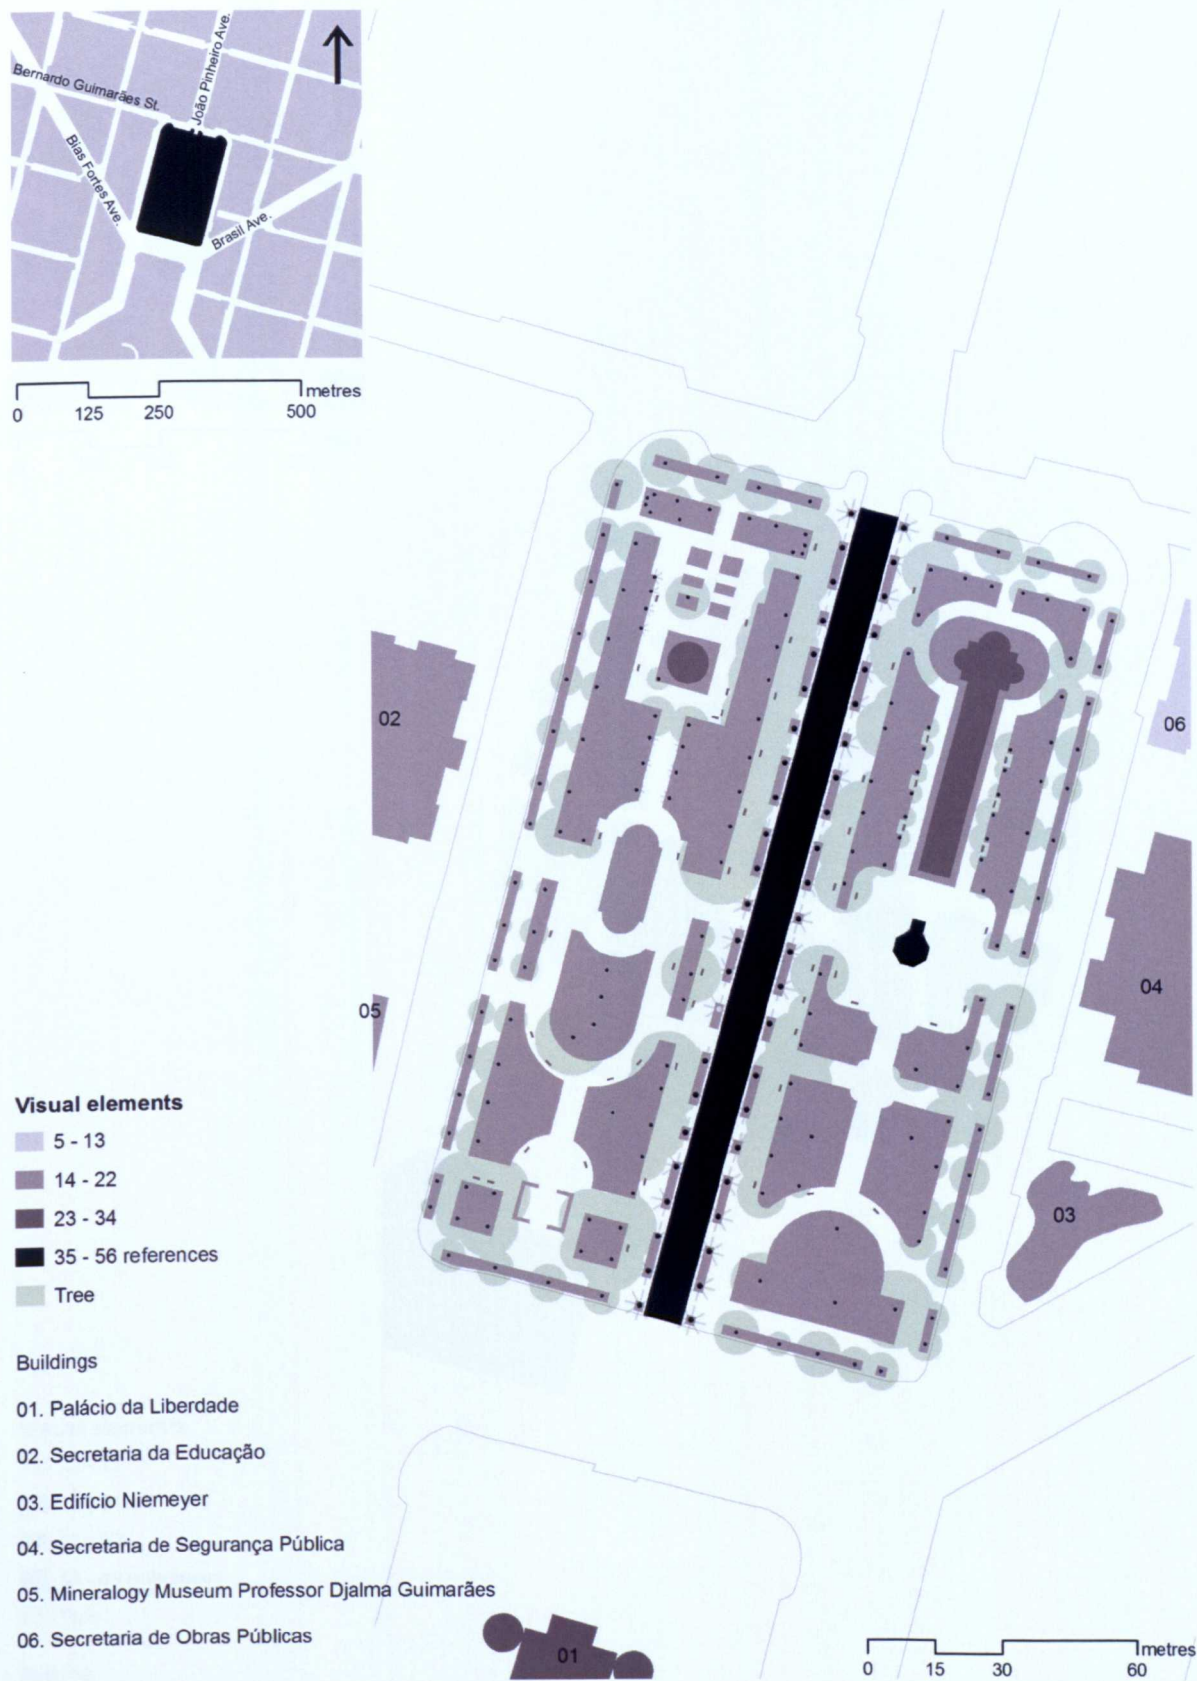 Bernardo Guimarães St.
João Pinheiro Ave.
Bias Fortes Ave.
Brasil Ave.
metres
0 125 250 500
02
06
04
05
03
Visual elements
5 - 13
14 - 22
23 - 34
35 - 56 references
Tree
Buildings
01. Palácio da Liberdade
02. Secretaria da Educação
03. Edifício Niemeyer
04. Secretaria de Segurança Pública
05. Mineralogy Museum Professor Djalma Guimarães
06. Secretaria de Obras Públicas
01
metres
0 15 30 60